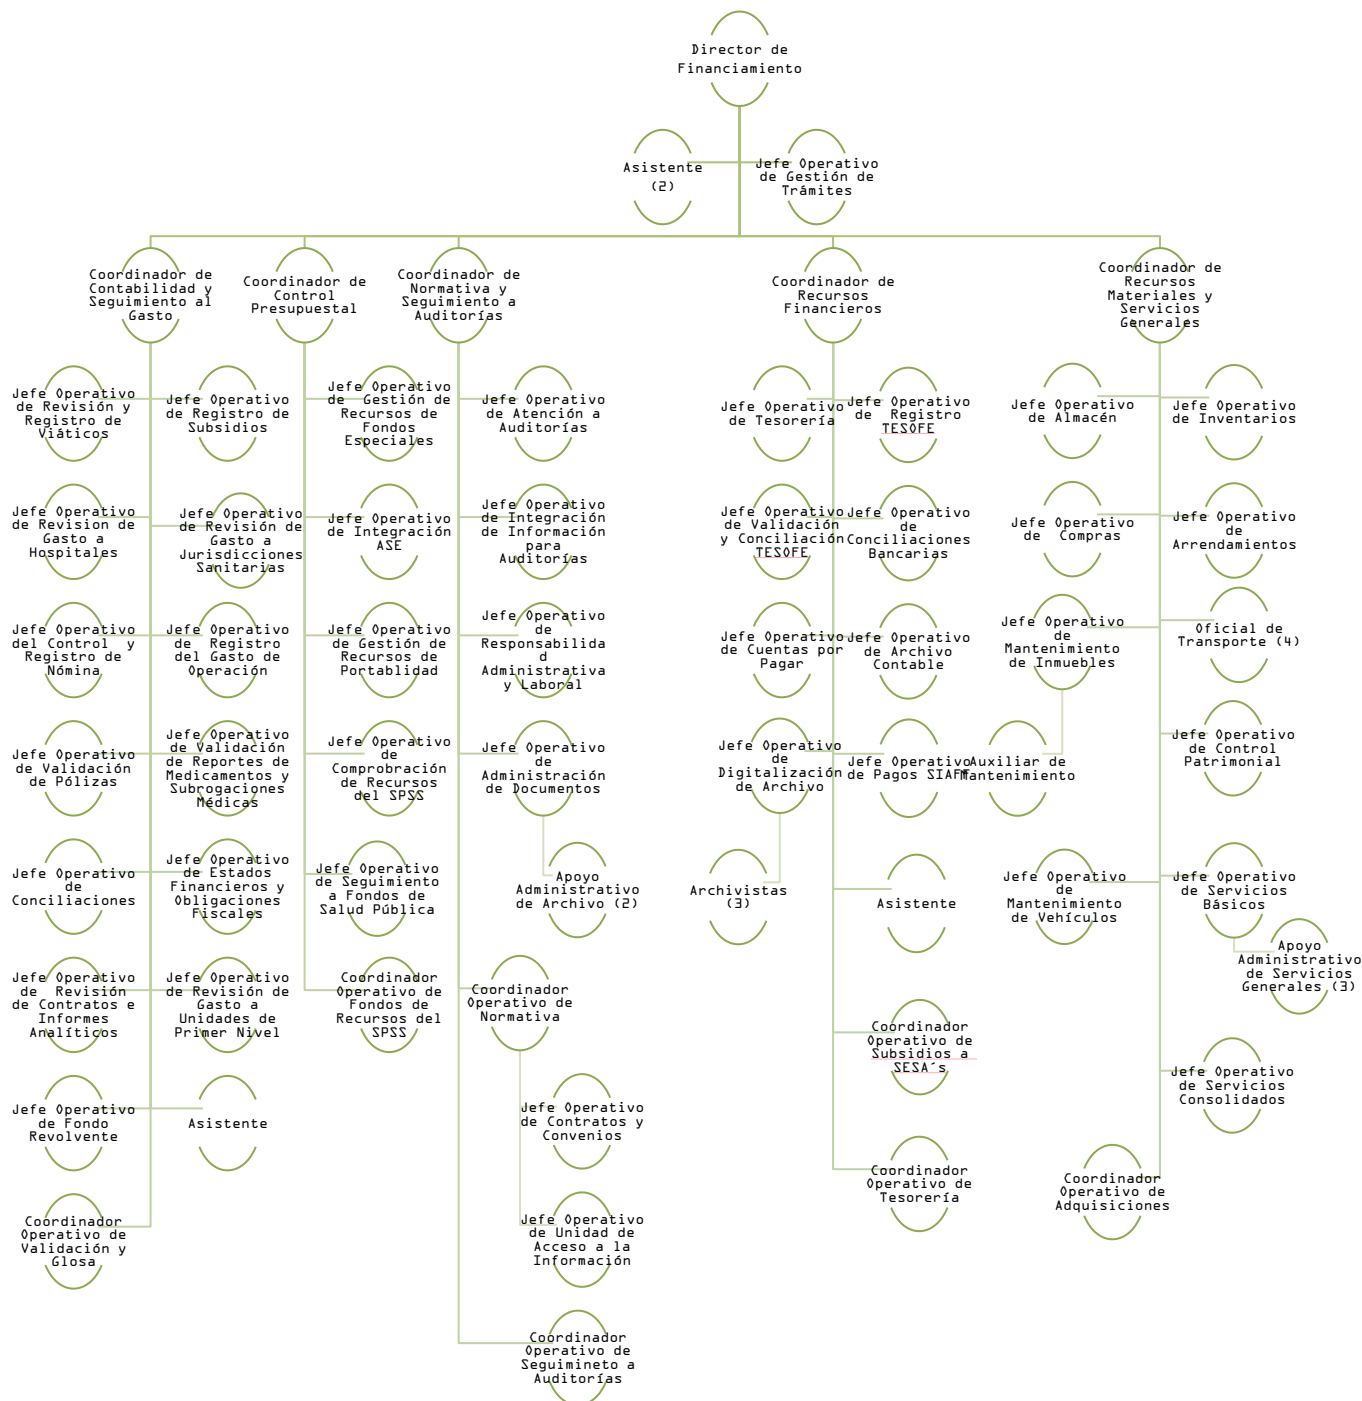 Director de
Financiamiento
Asistente
(2)
Jefe Operativo
de Gestión de
Trámites
Coordinador de
Contabilidad y
Seguimiento al
Gasto
Coordinador de
Control
Presupuestal
Coordinador de
Normativa y
Seguimiento a
Auditorías
Coordinador de
Recursos
Financieros
Coordinador de
Recursos
Materiales y
Servicios
Generales
Jefe Operativo
de Revisión y
Registro de
Viáticos
Jefe Operativo
de Registro de
Subsidios
Jefe Operativo
de Gestión de
Recursos de
Fondos
Especiales
Jefe Operativo
de Atención a
Auditorías
Jefe Operativo
de Tesorería
Jefe Operativo
de Registro
TESOFE
Jefe Operativo
de Almacén
Jefe Operativo
de Inventarios
Jefe Operativo
de Revision de
Gasto a
Hospitales
Jefe Operativo
de Revisión de
Gasto a
Jurisdicciones
Sanitarias
Jefe Operativo
de Integración
ASE
Jefe Operativo
de Integración
de Información
para
Auditorías
Jefe Operativo
de Validación
y Conciliación
TESOFE
Jefe Operativo
de
Conciliaciones
Bancarias
Jefe Operativo
de Compras
Jefe Operativo
de
Arrendamientos
Jefe Operativo
del Control y
Registro de
Nómina
Jefe Operativo
de Registro
del Gasto de
Operación
Jefe Operativo
de Gestión de
Recursos de
Portablidad
Jefe Operativo
de
Responsabilida
d
Administrativa
y Laboral
Jefe Operativo
de Cuentas por
Pagar
Jefe Operativo
de Archivo
Contable
Jefe Operativo
de
Mantenimiento
de Inmuebles
Oficial de
Transporte (4)
Jefe Operativo
de Validación
de Pólizas
Jefe Operativo
de Validación
de Reportes de
Medicamentos y
Subrogaciones
Médicas
Jefe Operativo
de
Comprobración
de Recursos
del SPSS
Jefe Operativo
de
Administración
de Documentos
Jefe Operativo
de
Digitalización
de Archivo
Jefe Operativo
de Pagos SIAFF
Auxiliar de
Mantenimiento
Jefe Operativo
de Control
Patrimonial
Jefe Operativo
de
Conciliaciones
Jefe Operativo
de Estados
Financieros y
Obligaciones
Fiscales
Jefe Operativo
de Seguimiento
a Fondos de
Salud Pública
Apoyo
Administrativo
de Archivo (2)
Archivistas
(3)
Asistente
Jefe Operativo
de
Mantenimiento
de Vehículos
Jefe Operativo
de Servicios
Básicos
Apoyo
Administrativo
de Servicios
Generales (3)
Jefe Operativo
de Revisión
de Contratos e
Informes
Analíticos
Jefe Operativo
de Revisión de
Gasto a
Unidades de
Primer Nivel
Coordinador
Operativo de
Fondos de
Recursos del
SPSS
Coordinador
Operativo de
Normativa
Coordinador
Operativo de
Subsidios a
SESA´s
Jefe Operativo
de Servicios
Consolidados
Jefe Operativo
de Fondo
Revolvente
Asistente
Jefe Operativo
de Contratos y
Convenios
Coordinador
Operativo de
Tesorería
Coordinador
Operativo de
Adquisiciones
Coordinador
Operativo de
Validación y
Glosa
Jefe Operativo
de Unidad de
Acceso a la
Información
Coordinador
Operativo de
Seguimineto a
Auditorías